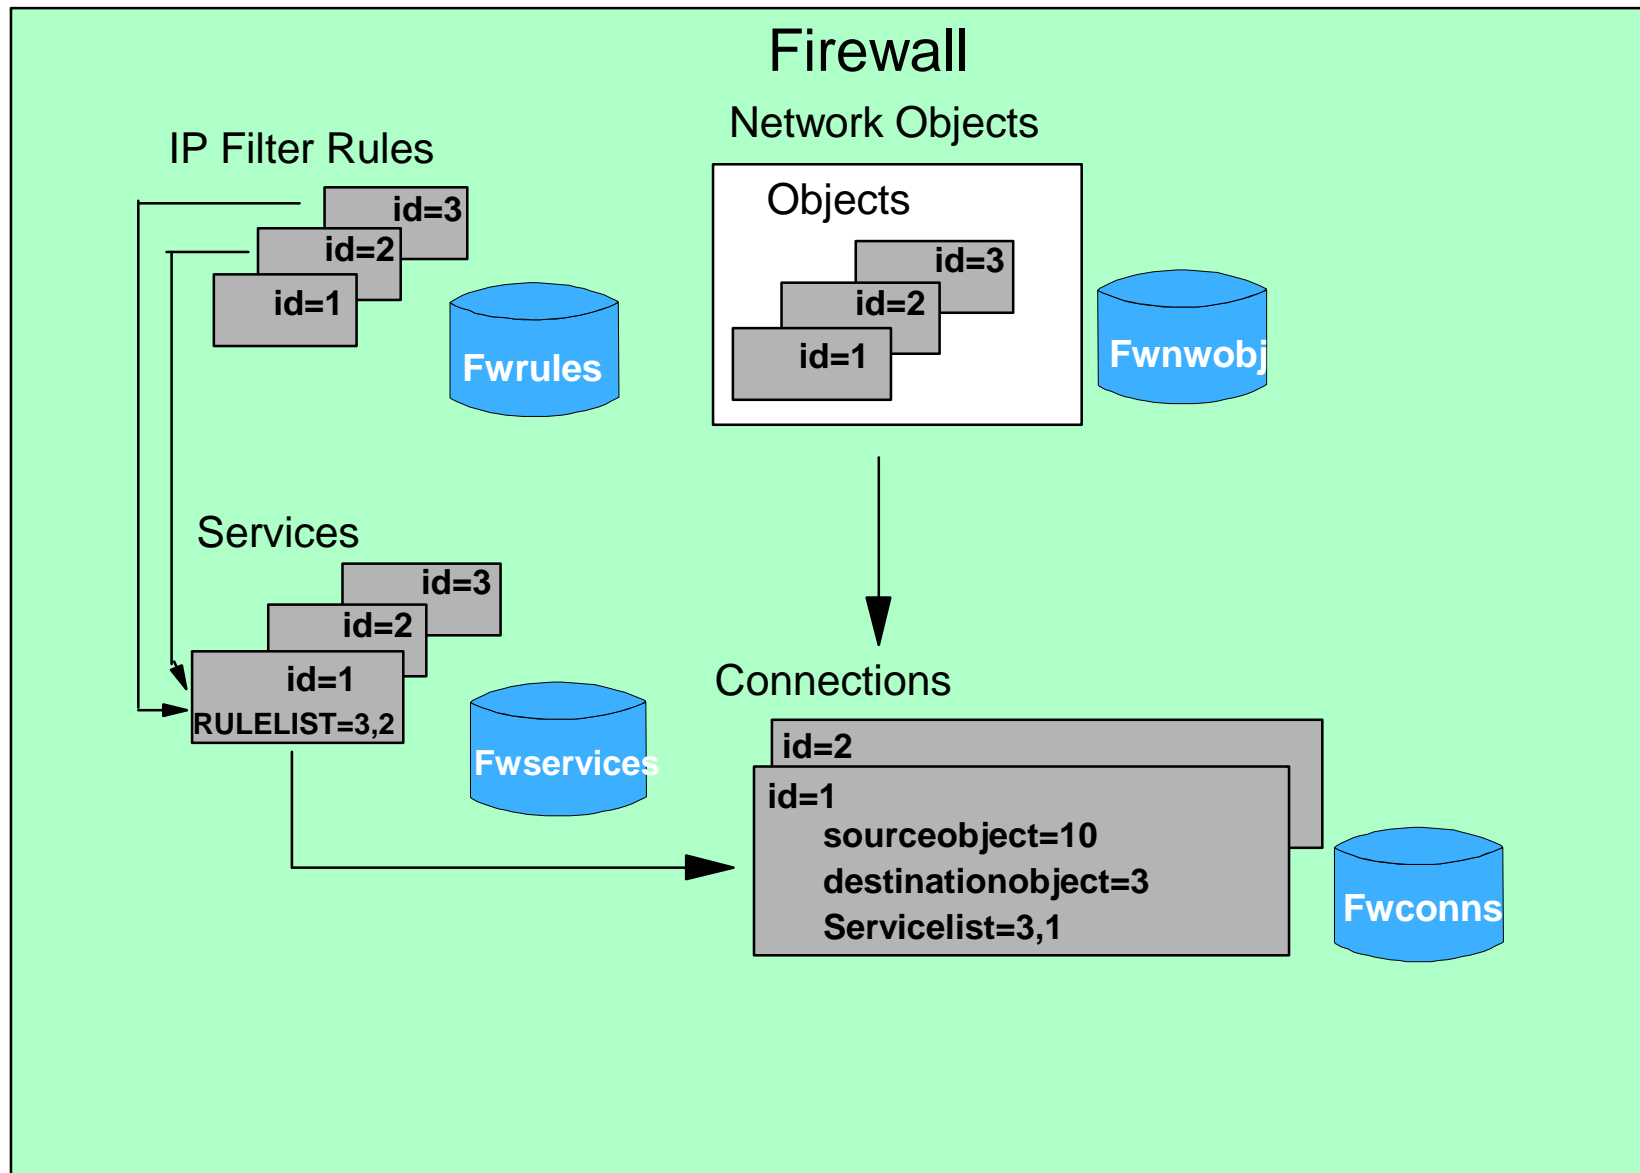 Firewall
IP Filter Rules
id=3
id=2
id=1
Fwrules
Network Objects
Objects
id=3
id=2
id=1
Fwnwobj
Services
id=3
id=2
id=1
RULELIST=3,2
Fwservices
Connections
id=2
id=1
sourceobject=10
destinationobject=3
Servicelist=3,1
Fwconns